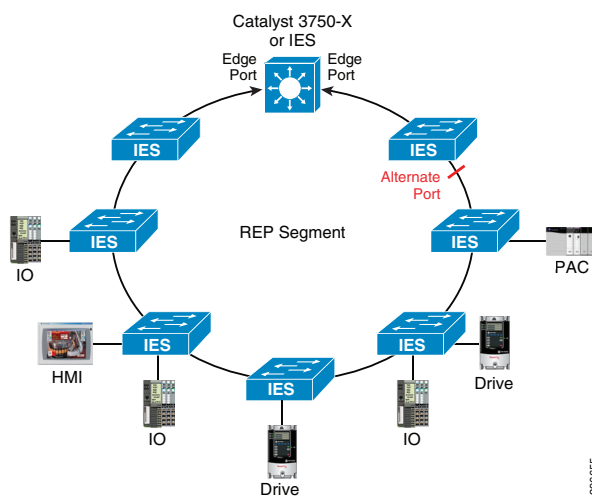 Catalyst 3750-X
or IES
Edge
Port
Edge
Port
IES
IES
Alternate
Port
IES
REP Segment
IES
IO
PAC
IES
IES
HMI
Drive
IES
IO
IO
Drive